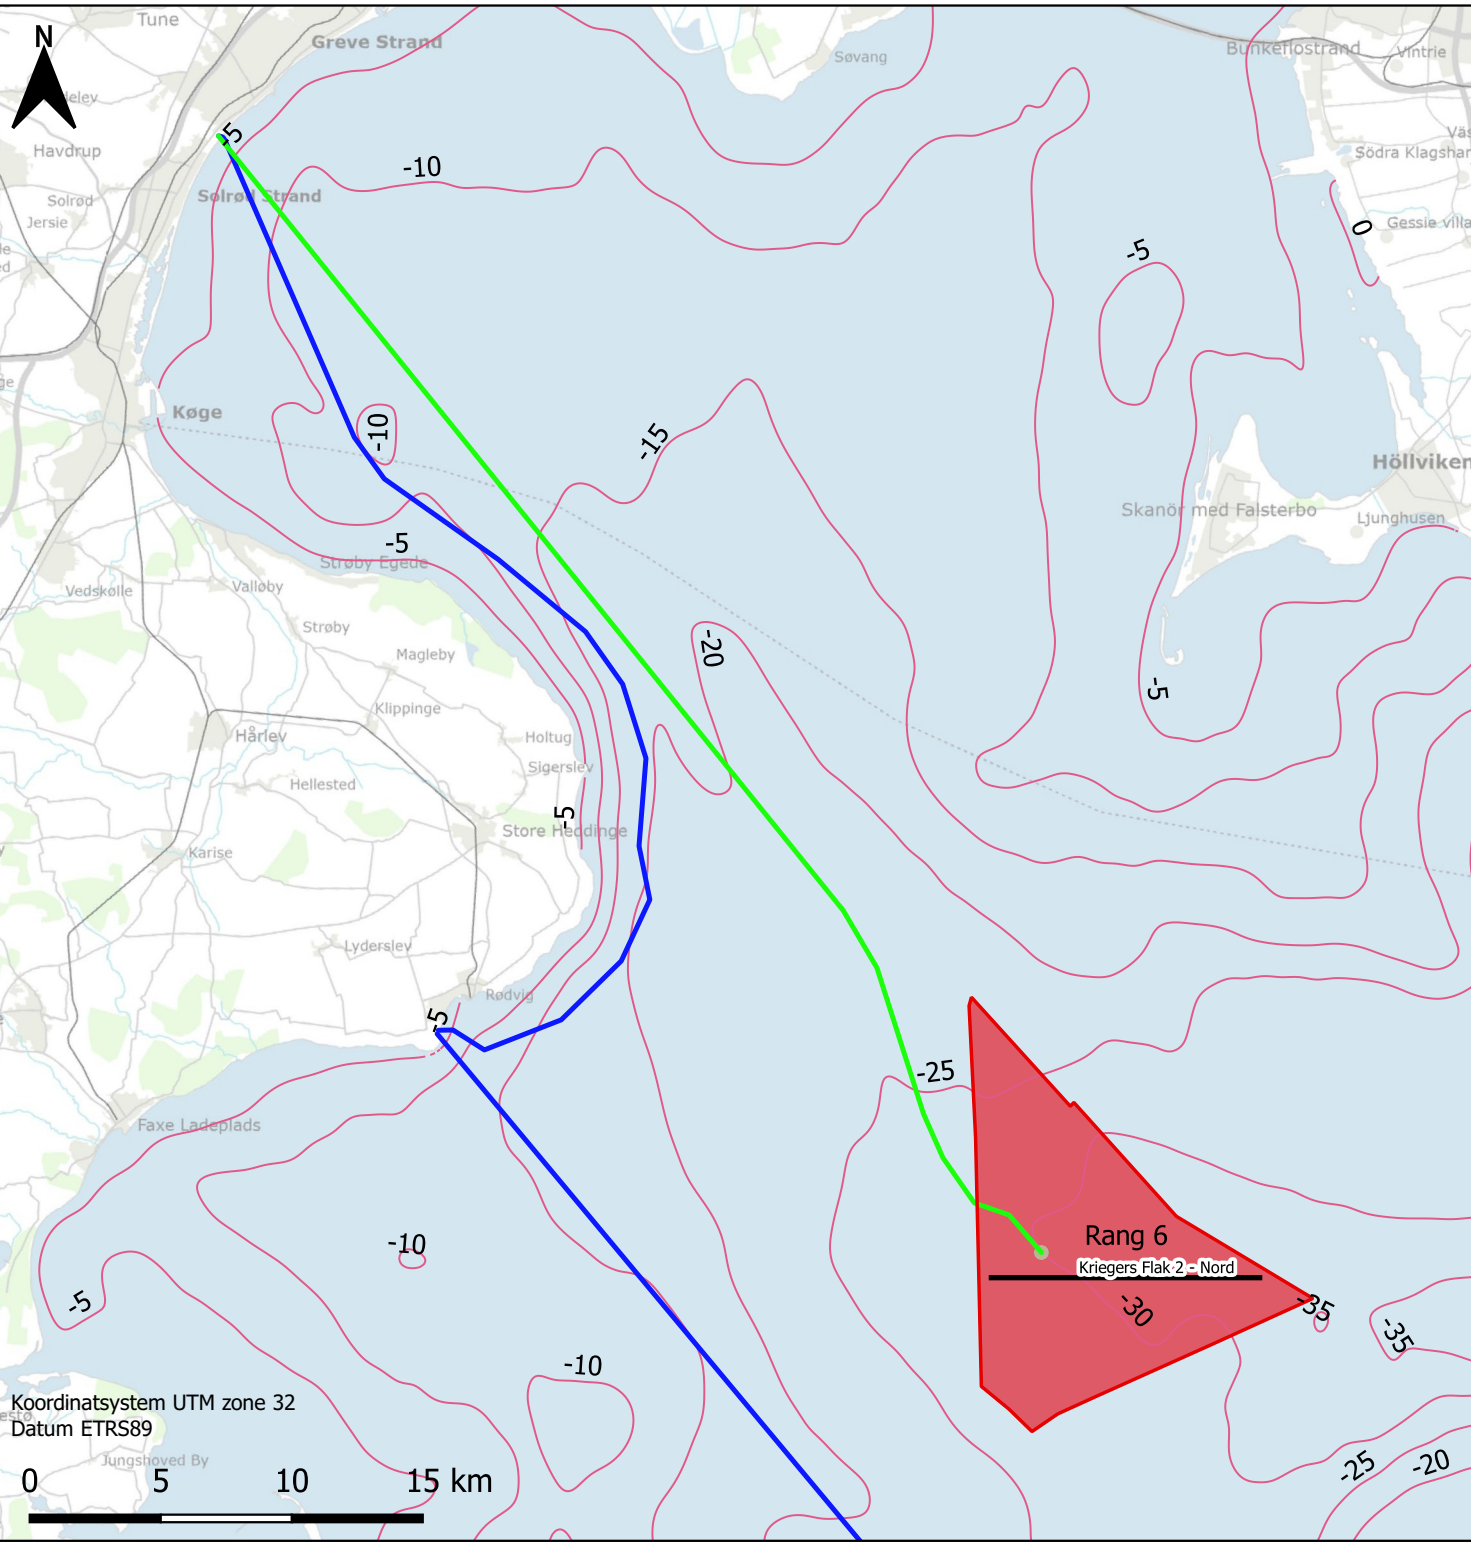 Tune
Greve Strand
N
Søvang
Bunkeflostrand
Vintrie
Havdrup
-10
Södra Klagshar
Solrød Strand
Solrød
Jersie
Gessie villa
0
-5
Køge
-10
-15
Höllviken
Skanör med Falsterbo
Ljunghusen
-5
Strøby Egede
Vedskølle
Valløby
Strøby
Magleby
-20
-5
Klippinge
Hårlev
Holtug
Sigerslev
Hellested
-5
Store Heddinge
Karise
Lyderslev
Rødvig
-5
-25
Faxe Ladeplads
Rang 6
-10
Kriegers Flak 2 - Nord
-5
-30
-35
-35
-10
Koordinatsystem UTM zone 32
Datum ETRS89
Jungshoved By
-25
-20
0 5 10 15 km